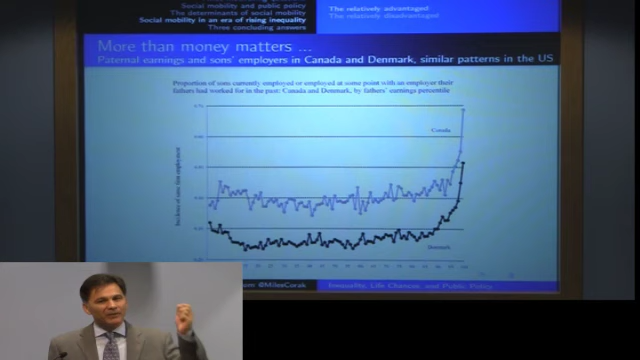 Social mobility and public policy
The determinants of social mobility
Social mobility in an era of rising inequality
Three concluding answers
The relatively advantaged
The relatively disadvantaged
More than money matters ...
Paternal earnings and sons' employers in Canada and Denmark, similar patterns in the US
Proportion of sons currently employed or employed at some point with an employer their
fathers had worked for in the past: Canada and Denmark, by fathers' earnings percentile
Canada
Denmark
@MilesCorak
Inequality, Life Chances, and Public Policy